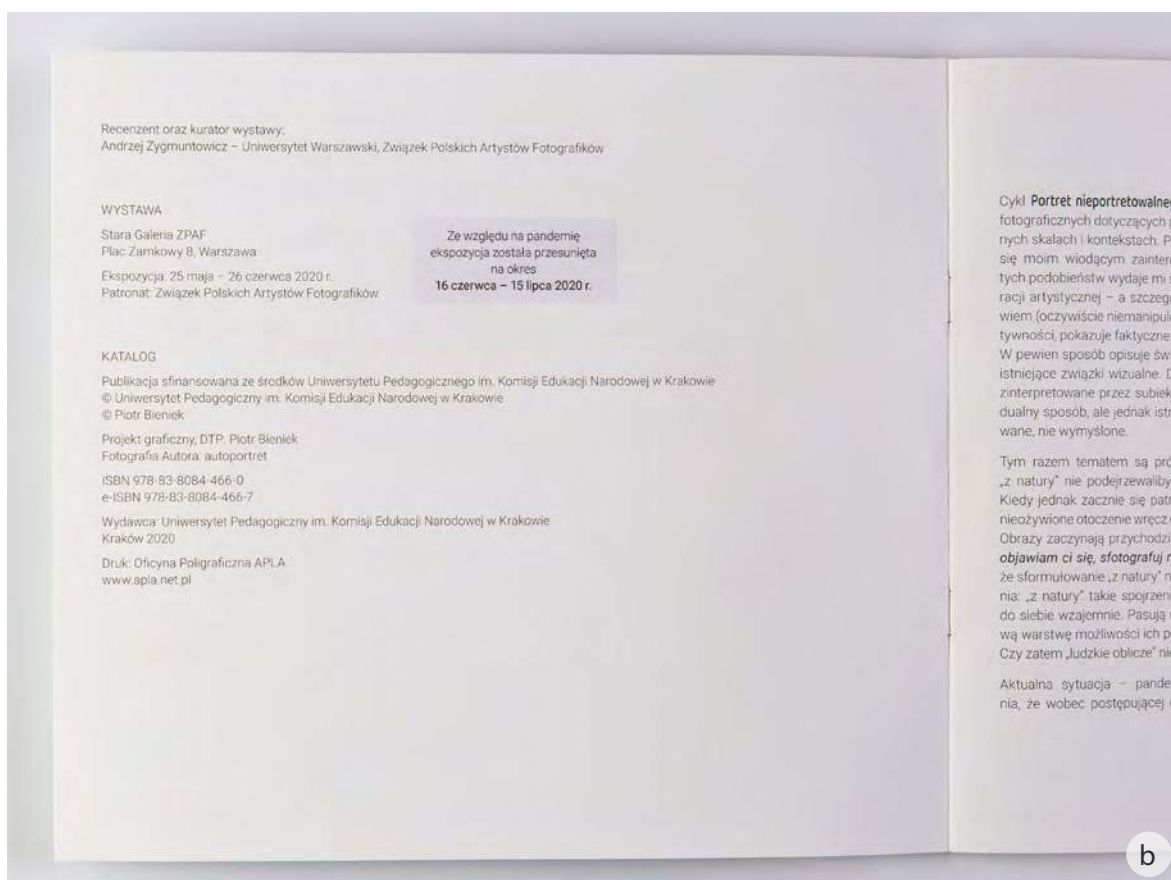 Recenzent oraz kurator wystawy:
Andrzej Zygmuntowicz – Uniwersytet Warszawski, Związek Polskich Artystów Fotografików
WYSTAWA
Stara Galeria ZPAF
Plac Zamkowy 8, Warszawa
Ekspozycja: 25 maja – 26 czerwca 2020 r.
Patronat: Związek Polskich Artystów Fotografików
Ze względu na pandemię
ekspozycja została przesunięta
na okres
16 czerwca – 15 lipca 2020 r.
KATALOG
Publikacja sfinansowana ze środków Uniwersytetu Pedagogicznego im. Komisji Edukacji Narodowej w Krakowie
© Uniwersytet Pedagogiczny im. Komisji Edukacji Narodowej w Krakowie
© Piotr Bieniek
Projekt graficzny, DTP: Piotr Bieniek
Fotografia Autora: autoportret
ISBN 978-83-8084-466-0
e-ISBN 978-83-8084-466-7
Wydawca: Uniwersytet Pedagogiczny im. Komisji Edukacji Narodowej w Krakowie
Kraków 2020
Druk: Oficyna Poligraficzna APLA
www.apla.net.pl
Cykl Portret nieportretowalne
fotograficznych dotyczących
nych skalach i kontekstach. P
się moim wiodącym zainter
tych podobieństw wydaje mi
racji artystycznej – a szczeg
wiem (oczywiście niemanipul
tywności, pokazuje faktyczne
W pewien sposób opisuje św
istniejące związki wizualne. D
zinterpretowane przez subiek
dualny sposób, ale jednak ist
wane, nie wymyślone.
Tym razem tematem są pró
„z natury" nie podejrzewaliby
Kiedy jednak zacznie się patr
nieożywione otoczenie wręcz
Obrazy zaczynają przychodzi
objawiam ci się, sfotografuj
że sformułowanie „z natury" n
nia: „z natury" takie spojrzeni
do siebie wzajemnie. Pasują
wą warstwę możliwości ich p
Czy zatem „ludzkie oblicze" ni
Aktualna sytuacja – pande
nia, że wobec postępującej
b